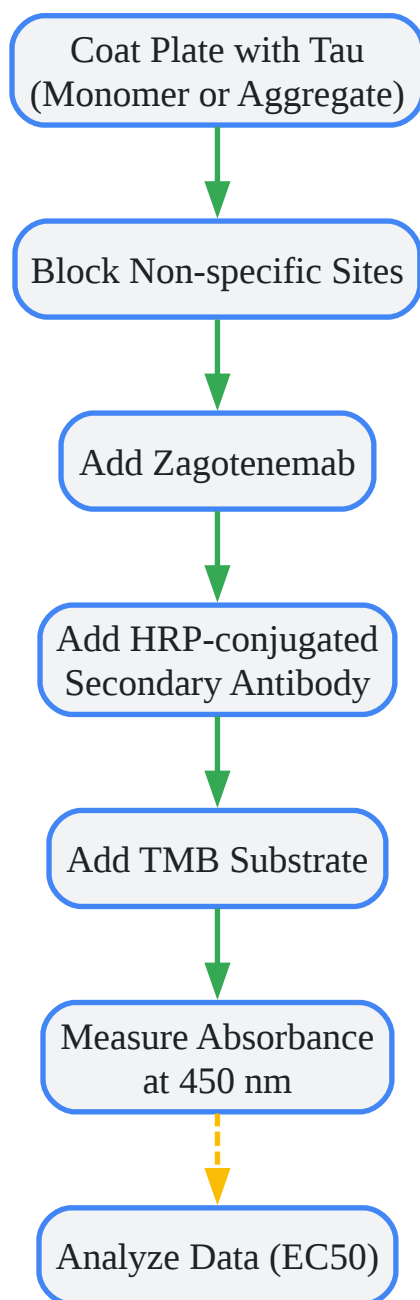 Coat Plate with Tau
(Monomer or Aggregate)
Block Non-specific Sites
Add Zagotenemab
Add HRP-conjugated
Secondary Antibody
Add TMB Substrate
Measure Absorbance
at 450 nm
Analyze Data (EC50)